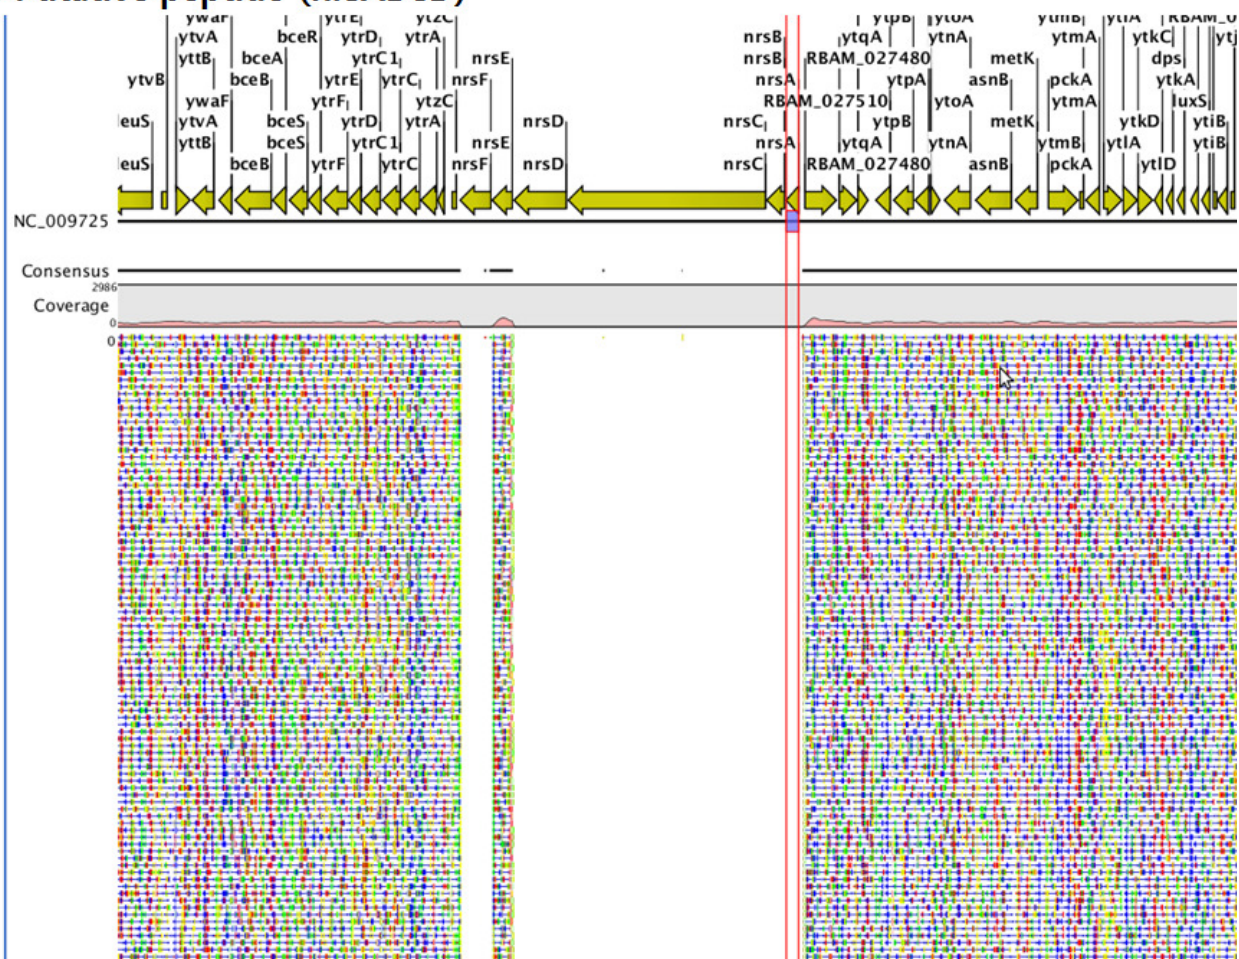 ytvA bceR ytrD ytrA nrsB ytqA ytnA ytmA ytkC
yttB bceA ytrC1 nrsE nrsB RBAM_027480 metK dps
ytvB bceB ytrE ytrC nrsF nrsA ytpA asnB pckA ytkA
ywaF ytrF ytzC RBAM_027510 ytoA ytmA luxS
leuS ytvA bceS ytrD ytrA nrsD nrsC ytpB metK ytkD ytiB
yttB bceS ytrC1 nrsE nrsA ytqA ytnA ytmB ytlA ytiB
leuS bceB ytrF ytrC nrsF nrsD nrsC RBAM_027480 asnB pckA ytlD
NC_009725
Consensus
2986
Coverage
0
0